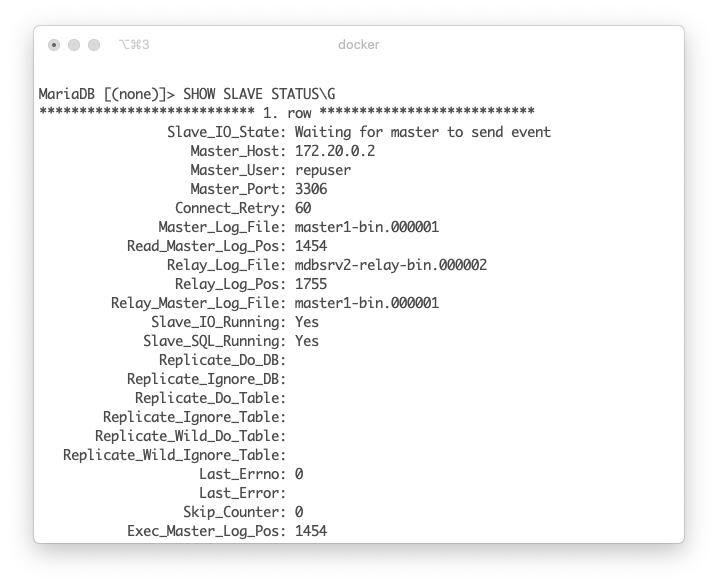 ⌥⌘3 docker
MariaDB [(none)]> SHOW SLAVE STATUS\G
*************************** 1. row ***************************
Slave_IO_State: Waiting for master to send event
Master_Host: 172.20.0.2
Master_User: repuser
Master_Port: 3306
Connect_Retry: 60
Master_Log_File: master1-bin.000001
Read_Master_Log_Pos: 1454
Relay_Log_File: mdbsrv2-relay-bin.000002
Relay_Log_Pos: 1755
Relay_Master_Log_File: master1-bin.000001
Slave_IO_Running: Yes
Slave_SQL_Running: Yes
Replicate_Do_DB:
Replicate_Ignore_DB:
Replicate_Do_Table:
Replicate_Ignore_Table:
Replicate_Wild_Do_Table:
Replicate_Wild_Ignore_Table:
Last_Errno: 0
Last_Error:
Skip_Counter: 0
Exec_Master_Log_Pos: 1454